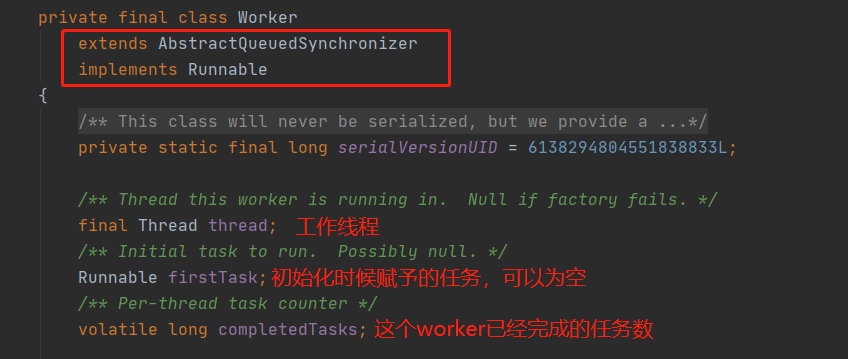 private final class Worker
extends AbstractQueuedSynchronizer
implements Runnable
{
/** This class will never be serialized, but we provide a ...*/
private static final long serialVersionUID = 6138294804551838833L;
/** Thread this worker is running in.  Null if factory fails. */
final Thread thread; 工作线程
/** Initial task to run.  Possibly null. */
Runnable firstTask; 初始化时候赋予的任务，可以为空
/** Per-thread task counter */
volatile long completedTasks; 这个worker已经完成的任务数